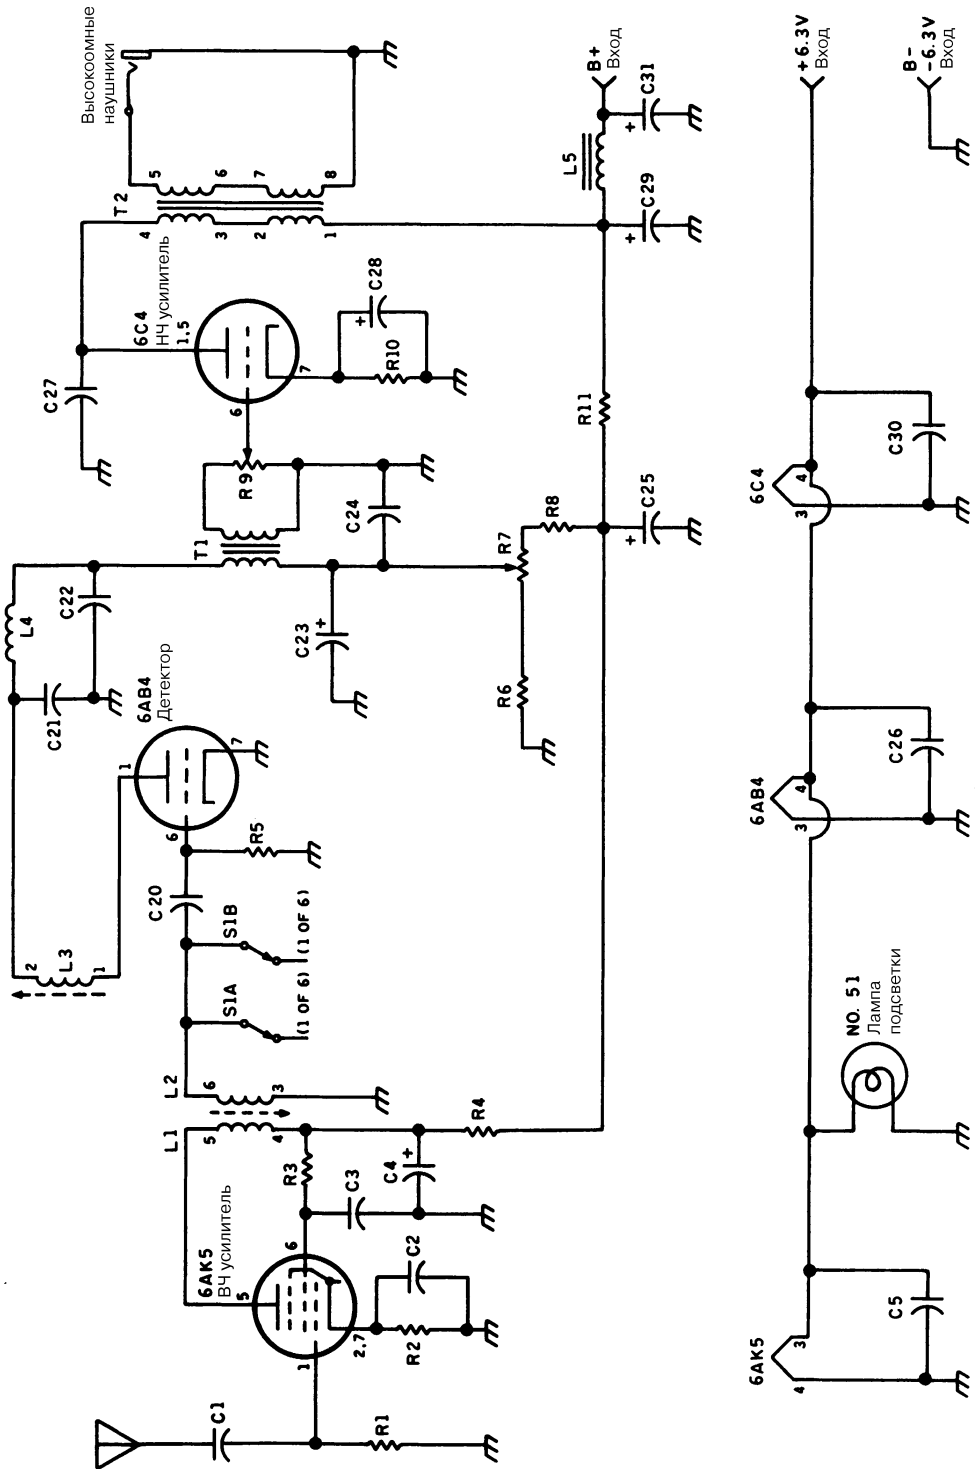 C1
R1
6AK5
ВЧ усилитель
5
6
1
2,7
R2
C2
R3
C3
C4
+
R4
L1
5
4
L2
6
3
S1A
(1 OF 6)
S1B
(1 OF 6)
C20
R5
L3
2
1
6AB4
Детектор
1
6
7
C21
L4
C22
T1
C23
+
C24
R6
R7
R8
C25
+
R9
6C4
НЧ усилитель
1,5
6
7
C27
R10
C28
+
R11
T2
4
3
2
1
5
6
7
8
Высокоомные
наушники
L5
C29
+
C31
+
B+
Вход
6AK5
4
3
C5
NO. 51
Лампа
подсветки
6AB4
3
4
C26
6C4
3
4
C30
+6.3V
Вход
B-
-6.3V
Вход